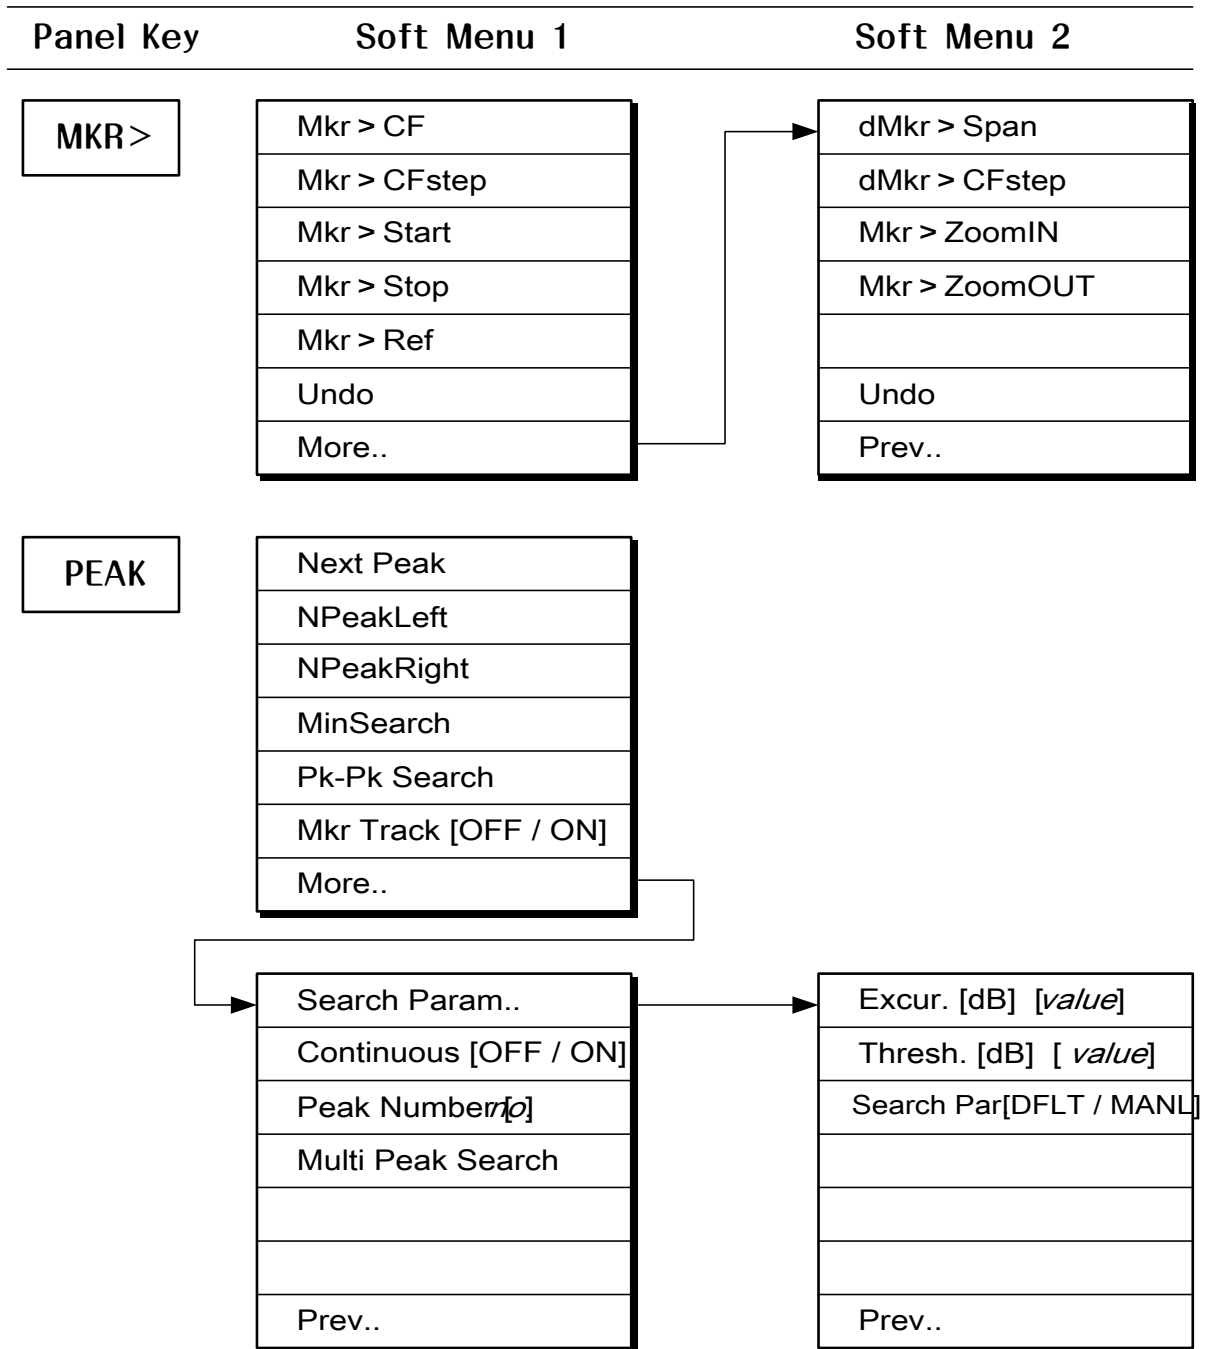 Panel Key Soft Menu 1 Soft Menu 2
MKR>
Mkr > CF
Mkr > CFstep
Mkr > Start
Mkr > Stop
Mkr > Ref
Undo
More..
dMkr > Span
dMkr > CFstep
Mkr > ZoomIN
Mkr > ZoomOUT
Undo
Prev..
PEAK
Next Peak
NPeakLeft
NPeakRight
MinSearch
Pk-Pk Search
Mkr Track [OFF / ON]
More..
Search Param..
Continuous [OFF / ON]
Peak Number [no.]
Multi Peak Search
Prev..
Excur. [dB] [value]
Thresh. [dB] [ value]
Search Par.[DFLT / MANL]
Prev..